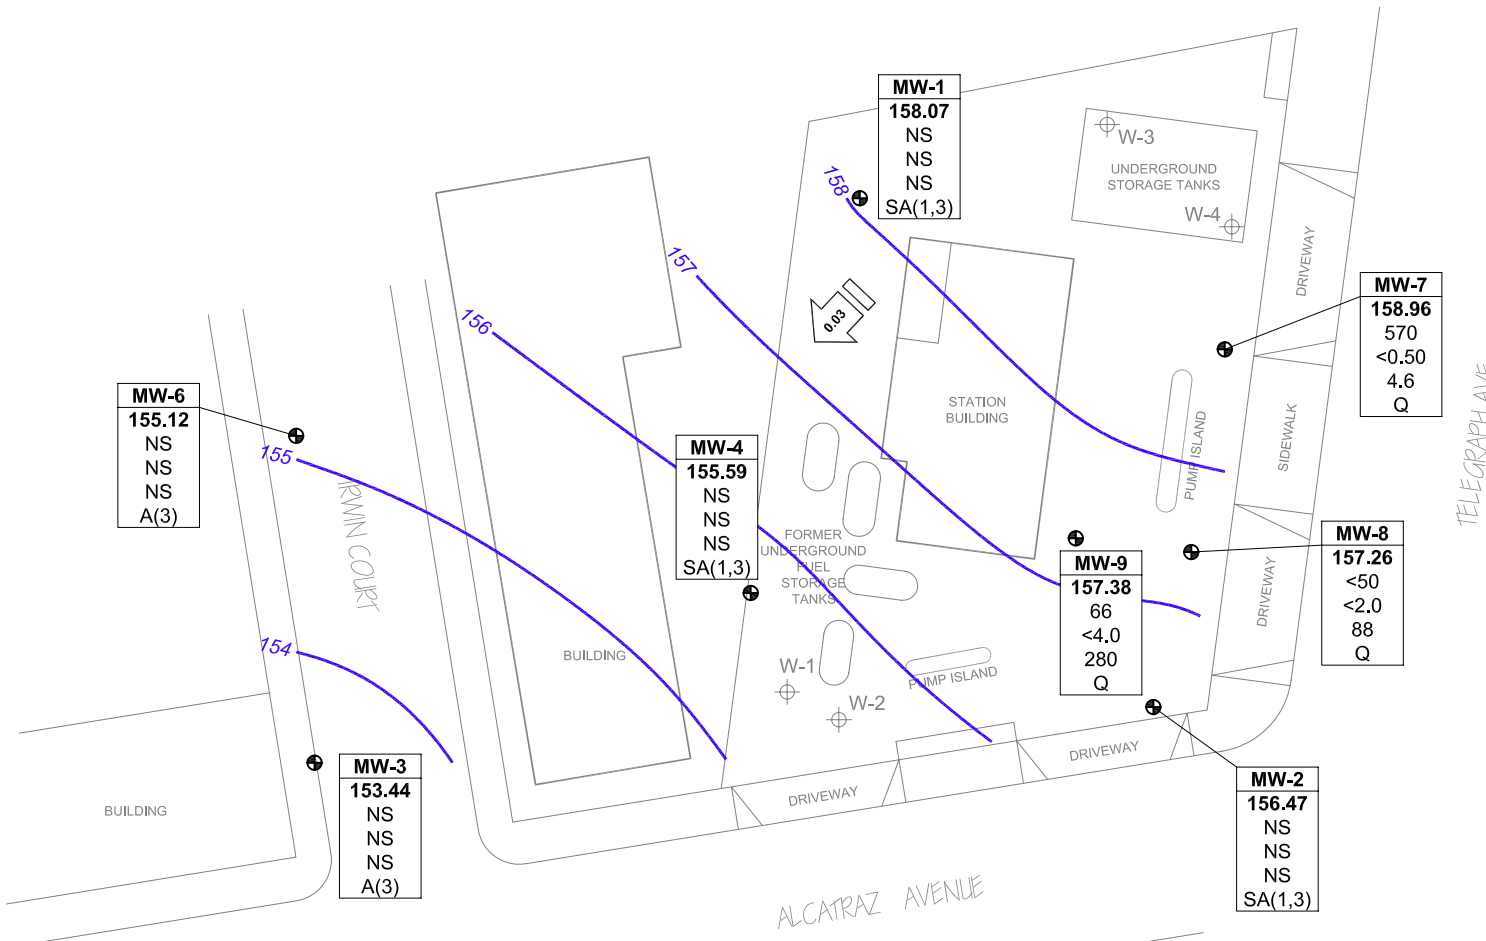 MW-1
158.07
NS
NS
NS
SA(1,3)
W-3
UNDERGROUND
STORAGE TANKS
W-4
158
DRIVEWAY
157
MW-7
158.96
570
<0.50
4.6
Q
0.03
156
TELEGRAPH AVE
MW-6
155.12
NS
NS
NS
A(3)
STATION
BUILDING
SIDEWALK
PUMP ISLAND
MW-4
155.59
NS
NS
NS
SA(1,3)
155
IRWIN COURT
FORMER
UNDERGROUND
FUEL
STORAGE
TANKS
MW-9
157.38
66
<4.0
280
Q
MW-8
157.26
<50
<2.0
88
Q
DRIVEWAY
154
BUILDING
W-1
W-2
PUMP ISLAND
MW-3
153.44
NS
NS
NS
A(3)
BUILDING
DRIVEWAY
DRIVEWAY
MW-2
156.47
NS
NS
NS
SA(1,3)
ALCATRAZ AVENUE